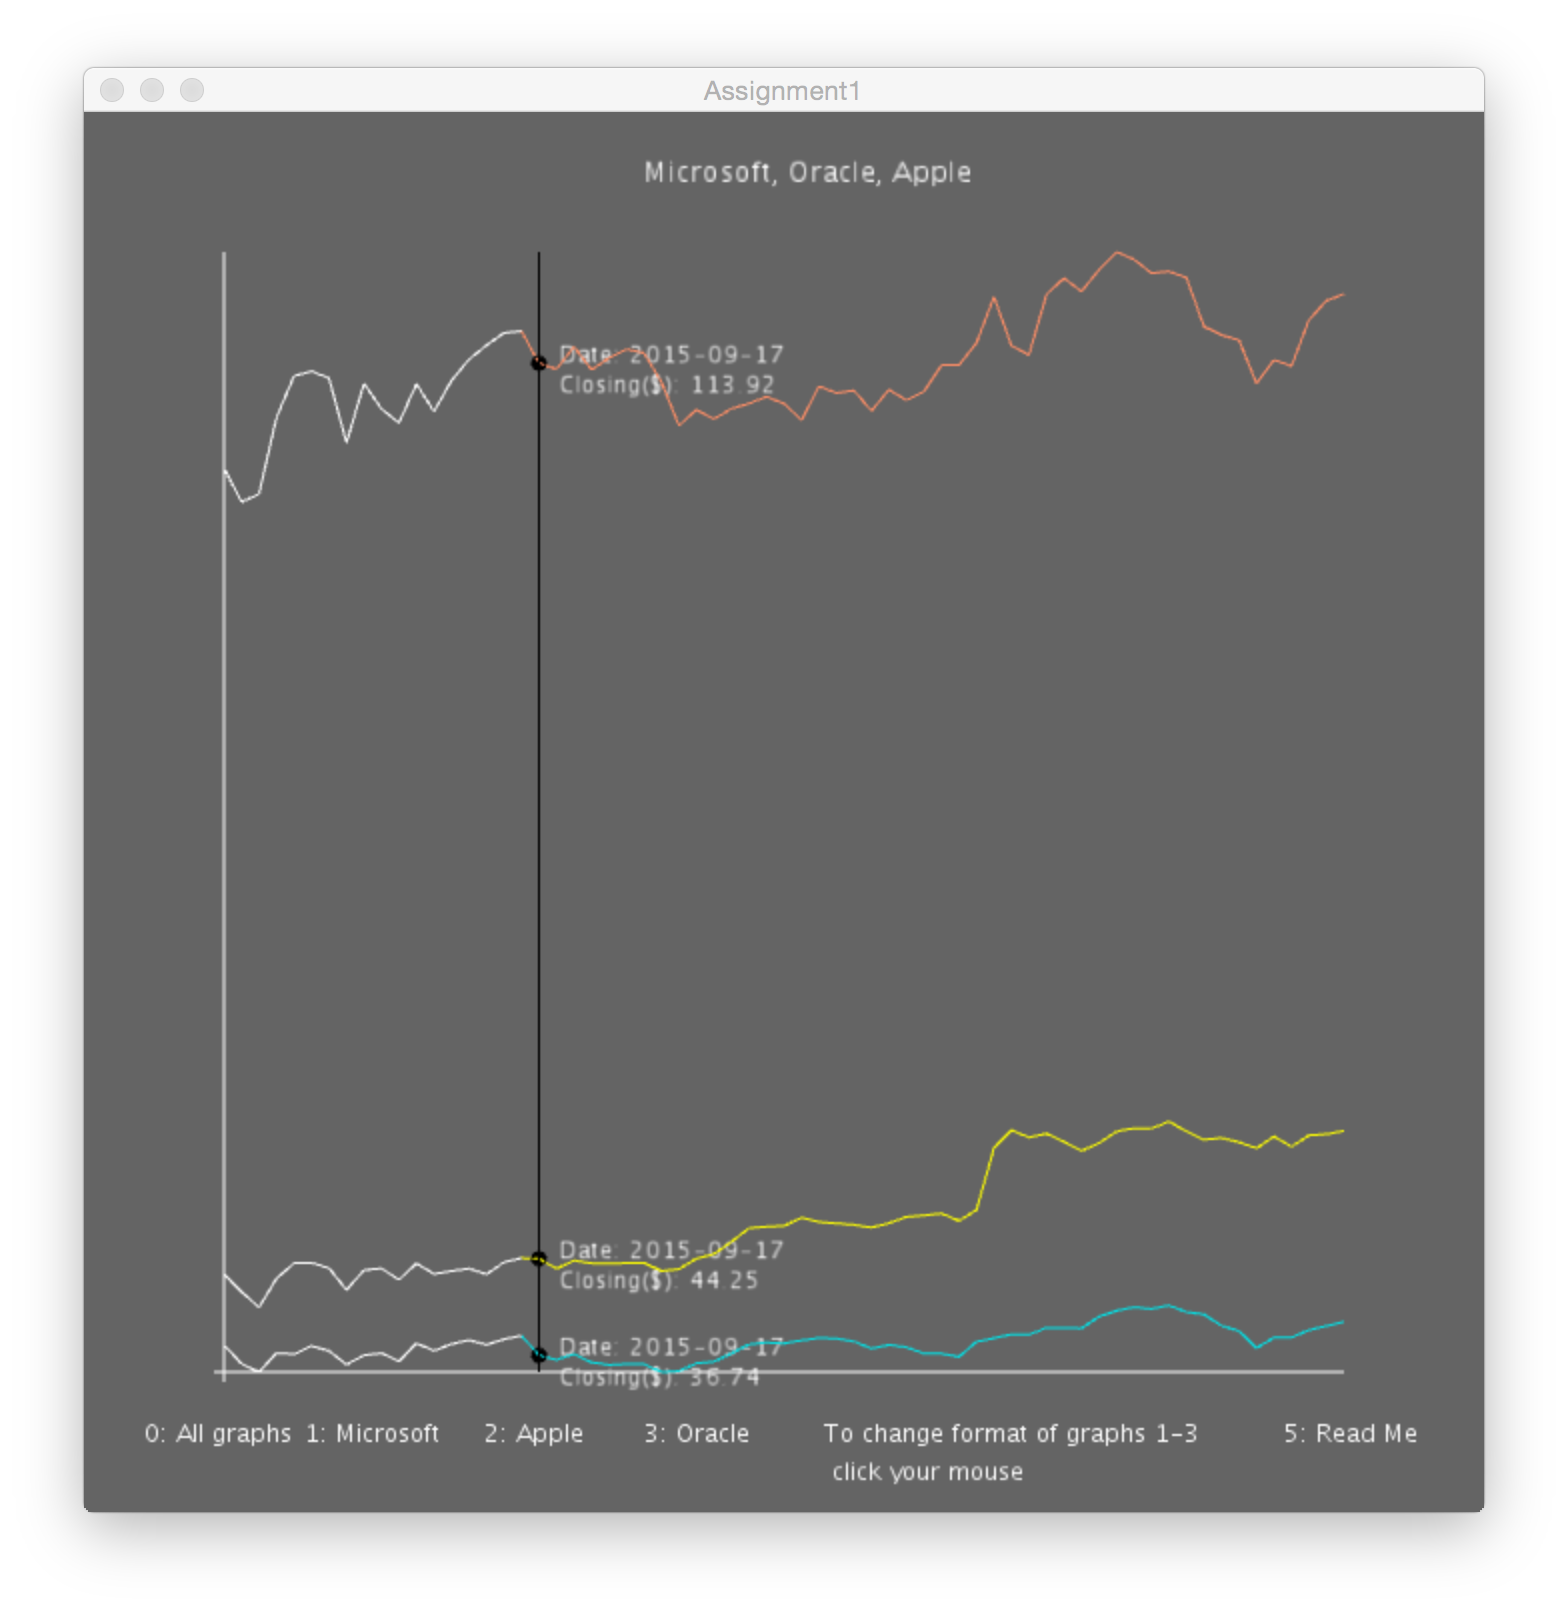 Assignment1
Microsoft, Oracle, Apple
Date: 2015-09-17
Closing($): 113.92
Date: 2015-09-17
Closing($): 44.25
Date: 2015-09-17
Closing($): 36.74
0: All graphs 1: Microsoft 2: Apple 3: Oracle To change format of graphs 1-3 5: Read Me
click your mouse